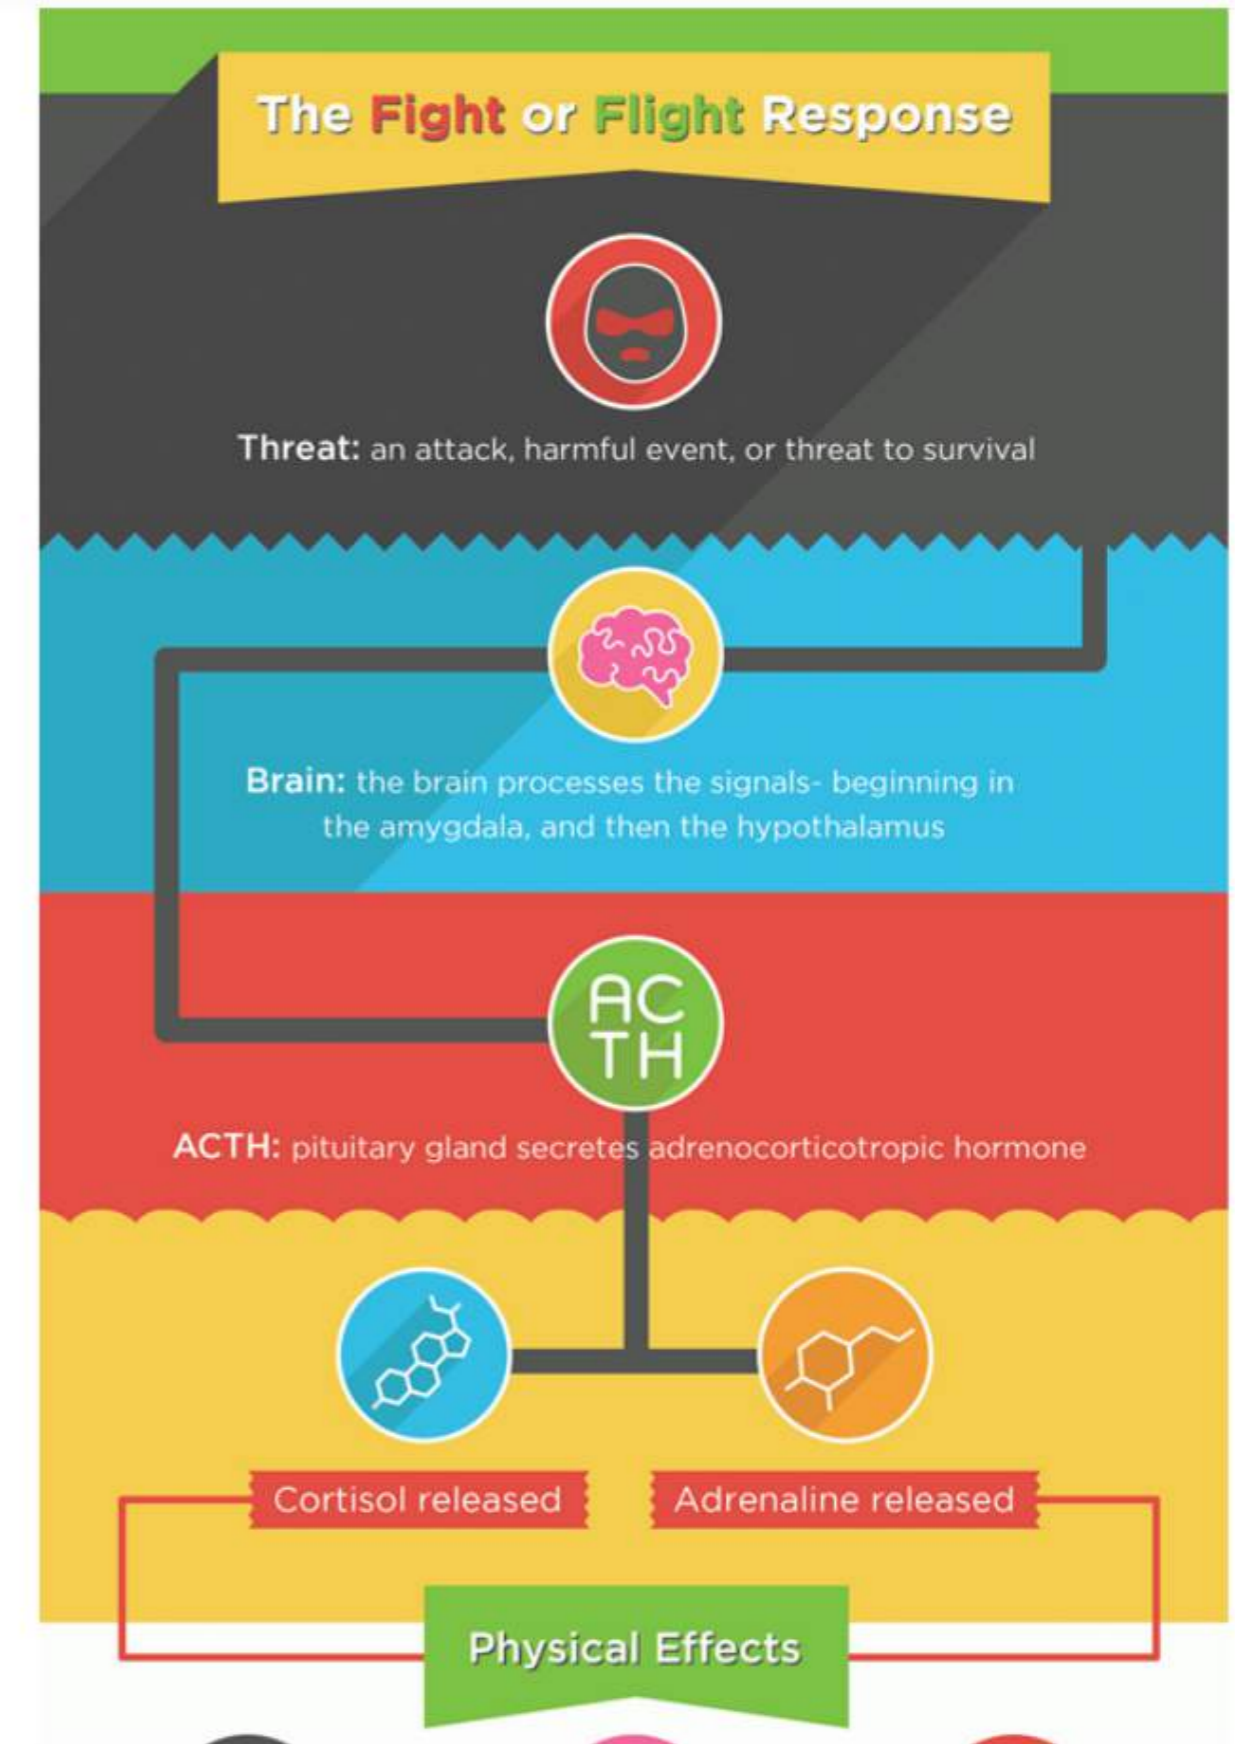 The Fight or Flight Response
Threat: an attack, harmful event, or threat to survival
Brain: the brain processes the signals- beginning in
the amygdala, and then the hypothalamus
AC
TH
ACTH: pituitary gland secretes adrenocorticotropic hormone
Cortisol released
Adrenaline released
Physical Effects